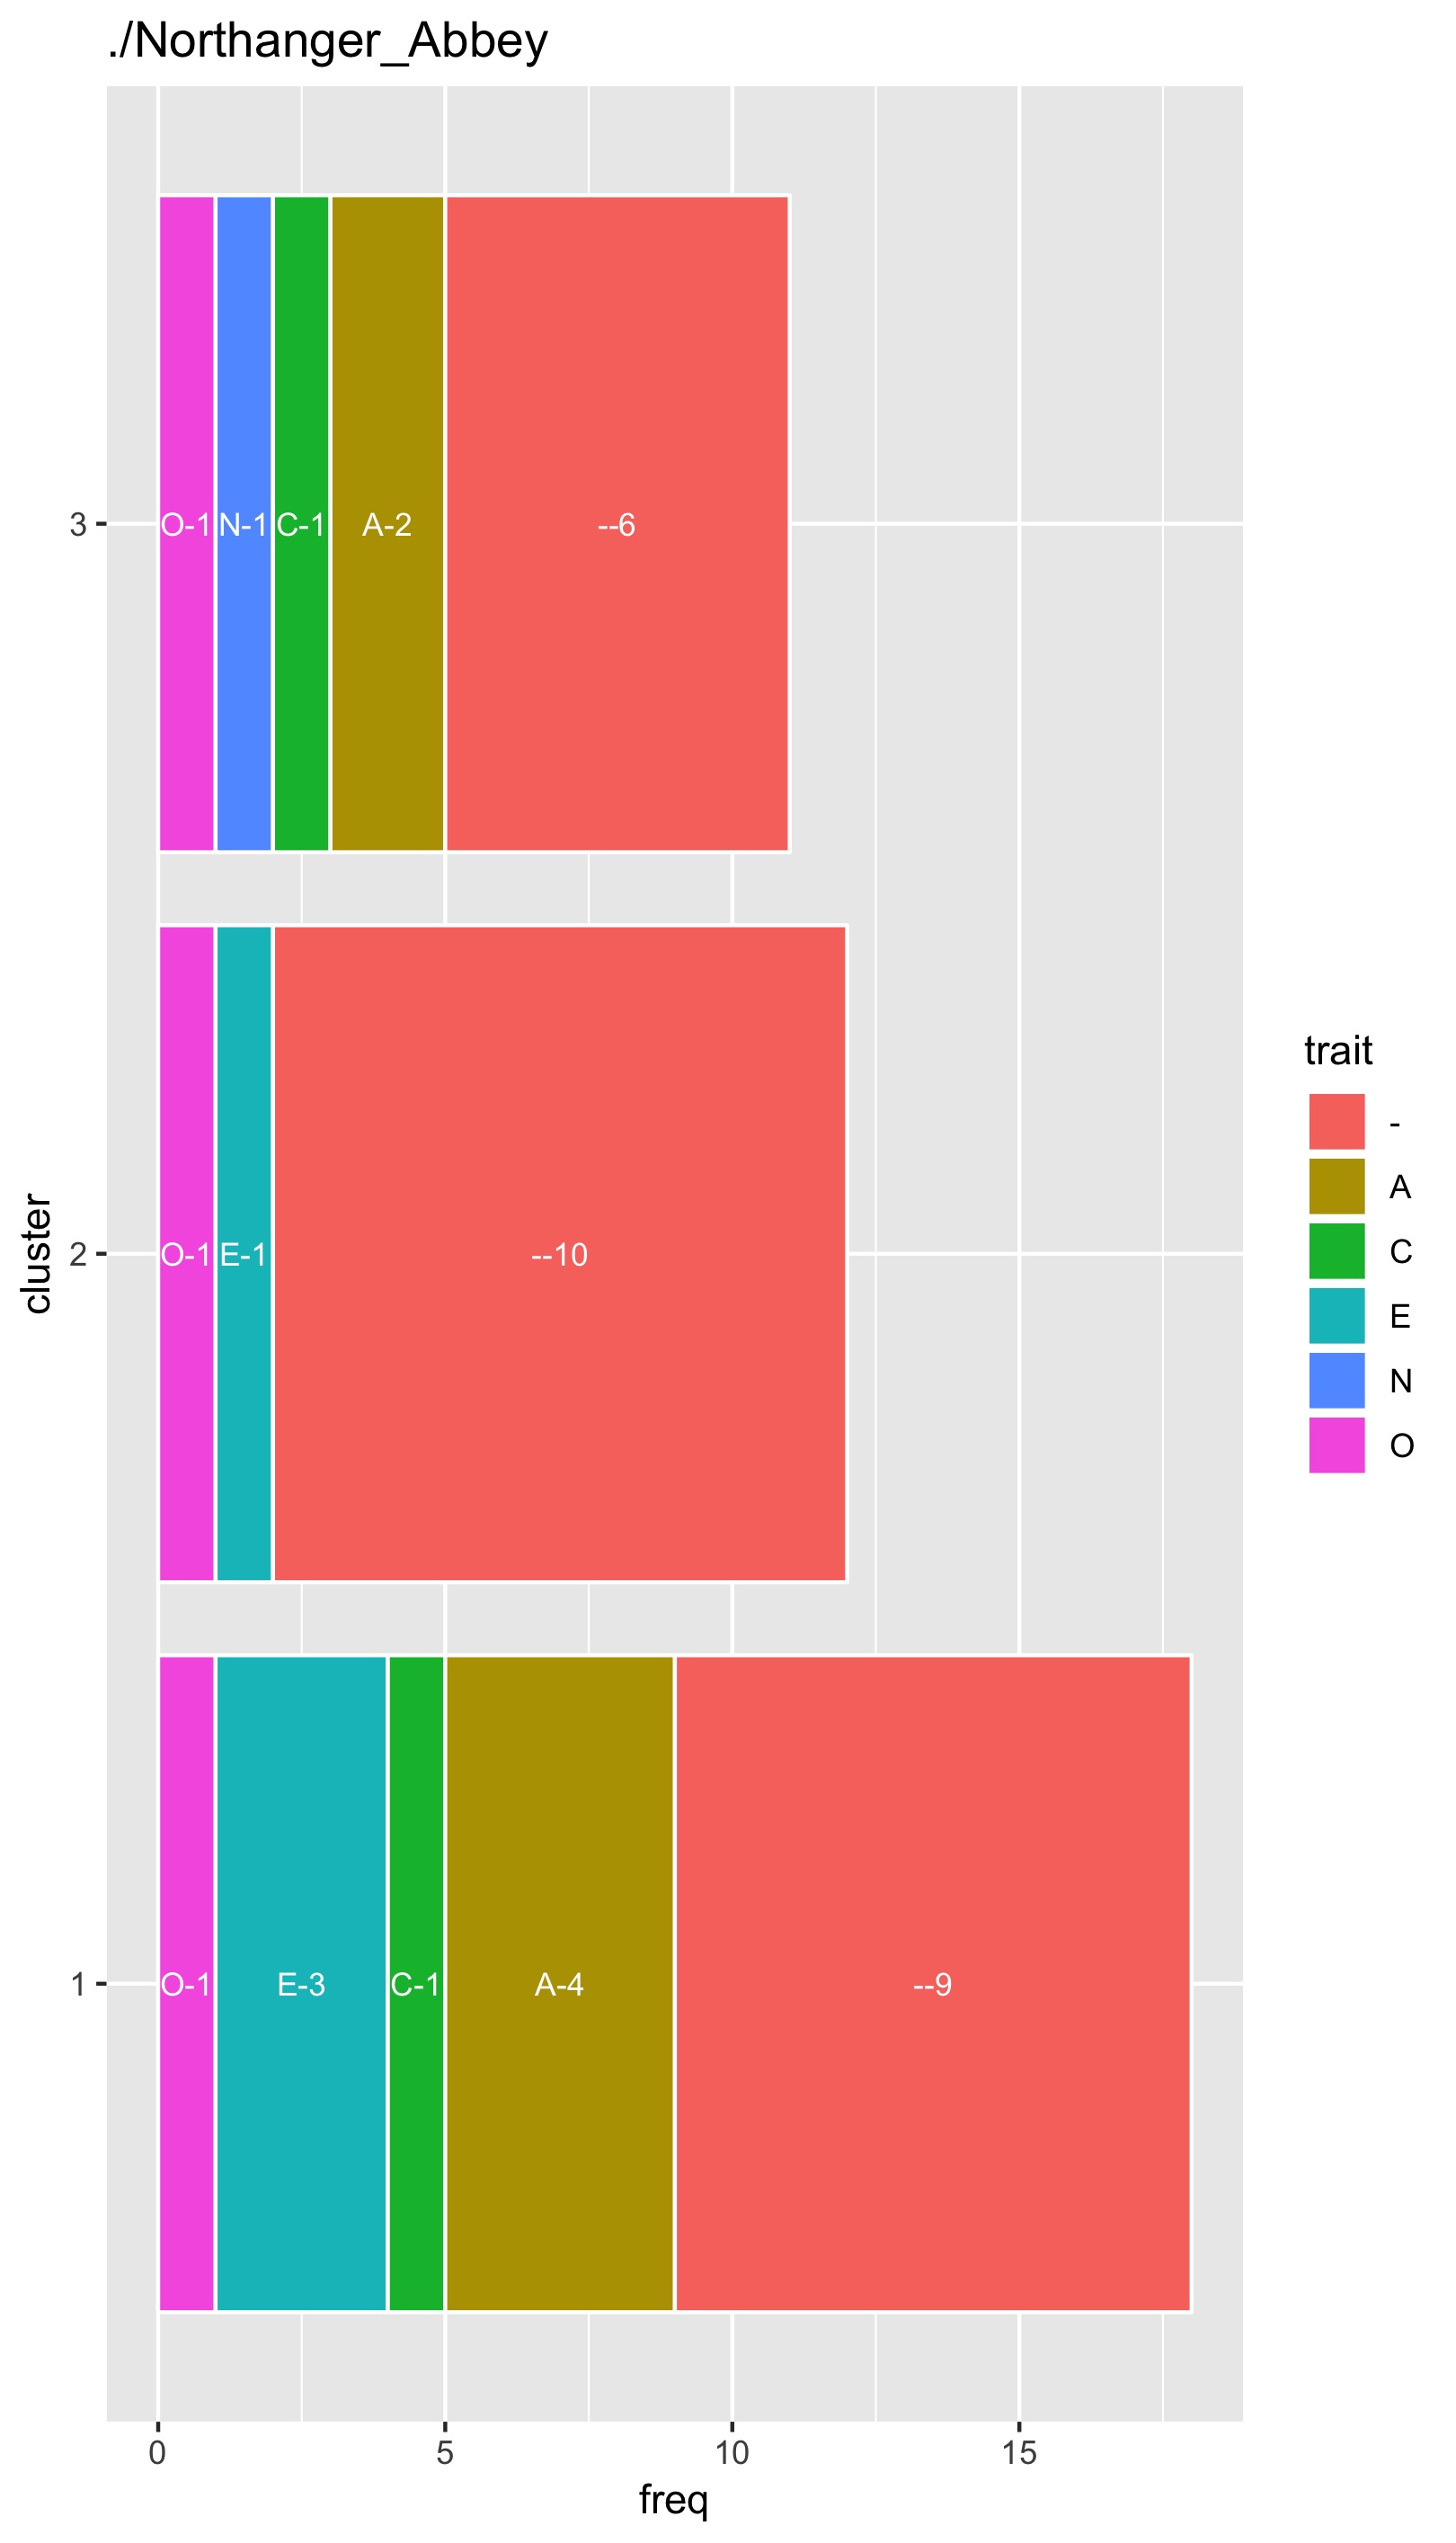 ./Northanger_Abbey
3
O-1 N-1 C-1 A-2 --6
cluster
2
O-1 E-1 --10
1
O-1 E-3 C-1 A-4 --9
0 5 10 15
freq
trait
-
A
C
E
N
O